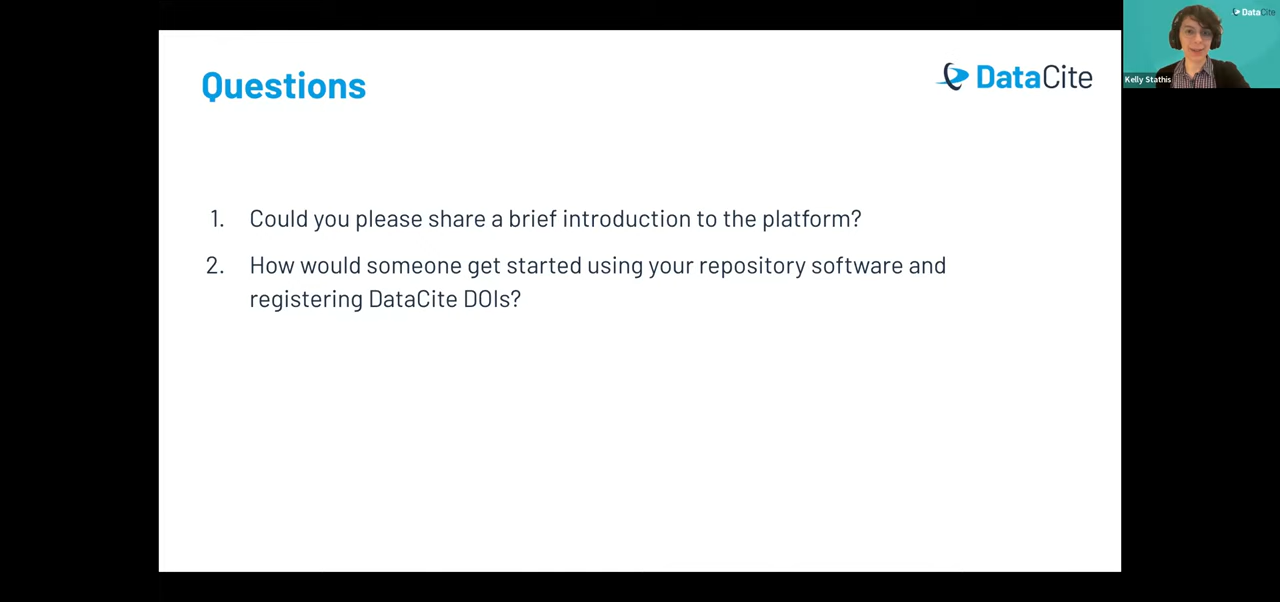 Questions
DataCite
1. Could you please share a brief introduction to the platform?
2. How would someone get started using your repository software and
registering DataCite DOIs?
DataCite
Kelly Stathis